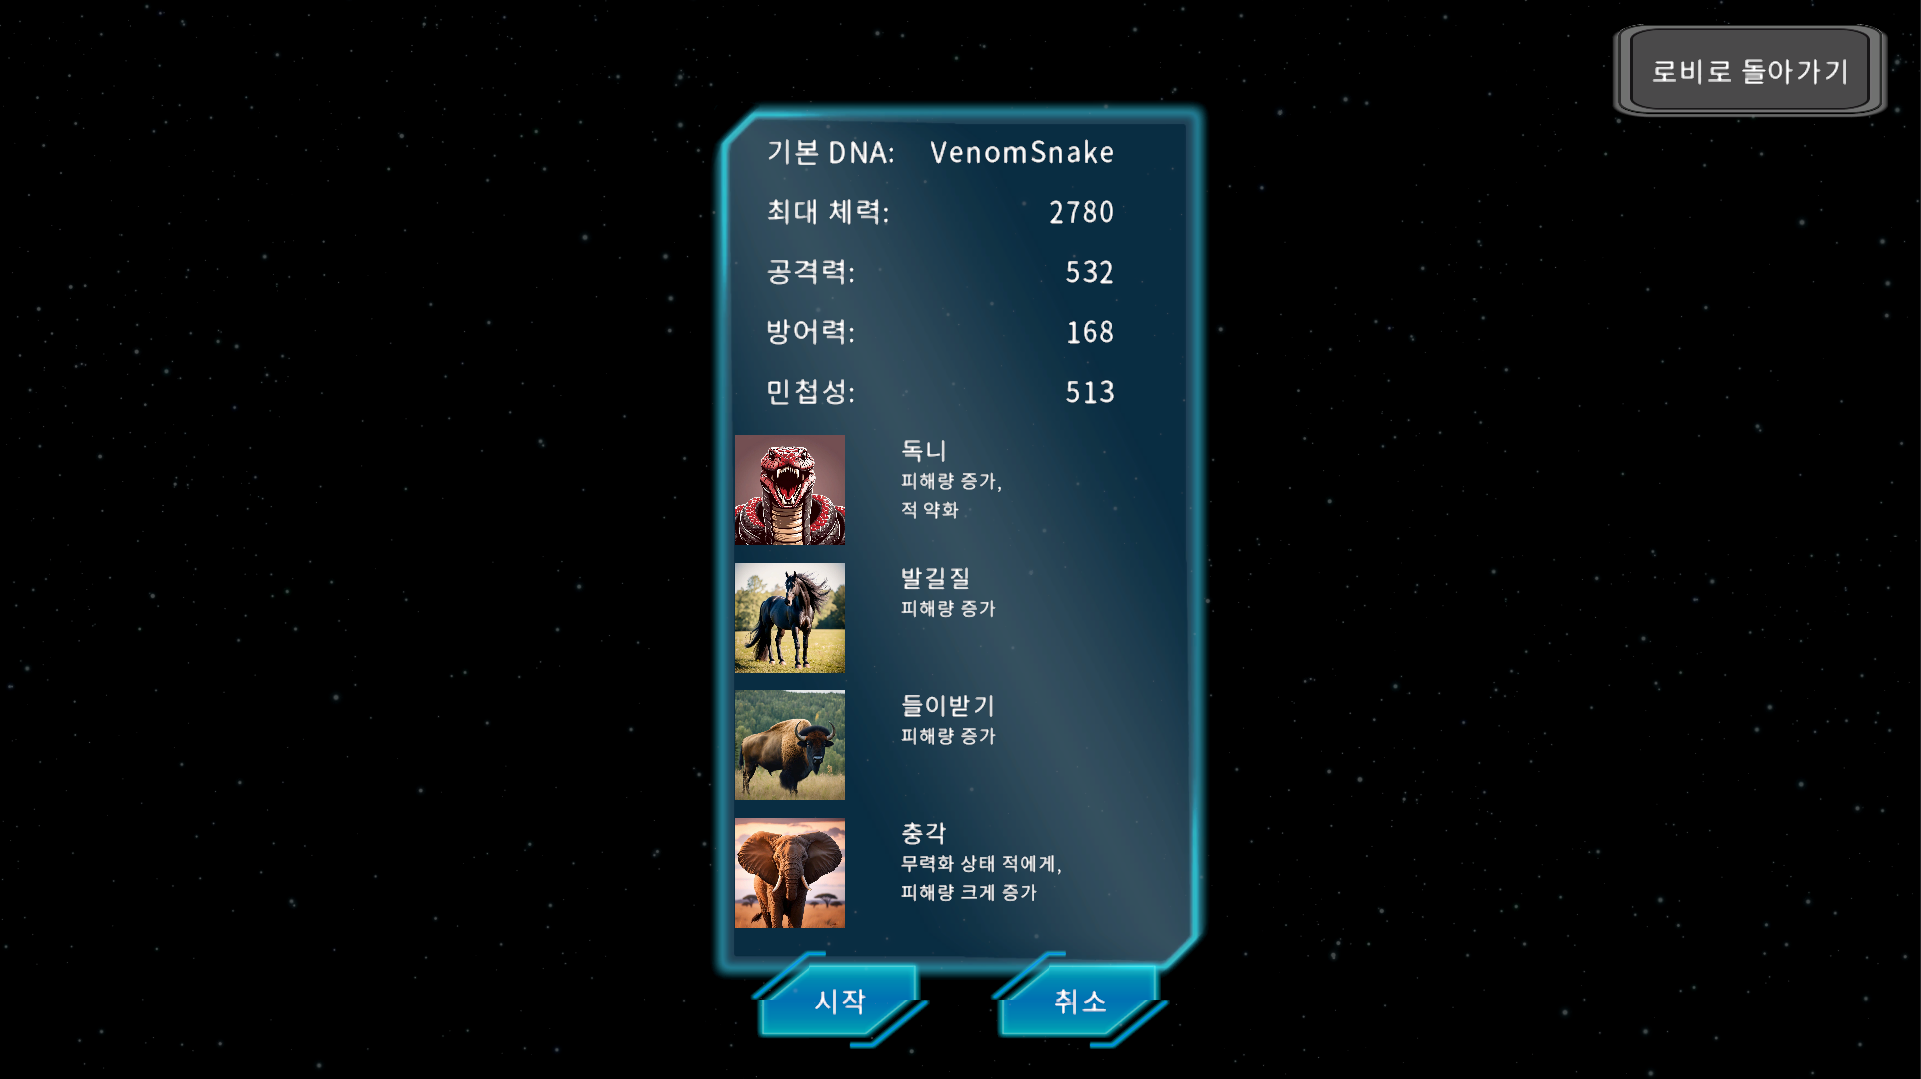 로비로 돌아가기
기본 DNA: VenomSnake
최대 체력: 2780
공격력: 532
방어력: 168
민첩성: 513
독니
피해량 증가,
적 약화
발길질
피해량 증가
들이받기
피해량 증가
충각
무력화 상태 적에게,
피해량 크게 증가
시작
취소